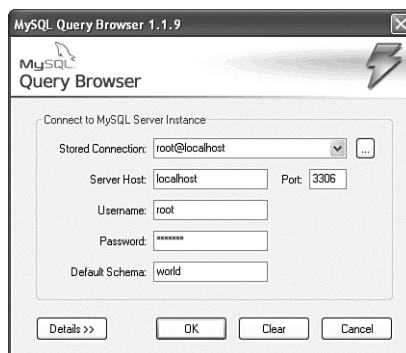 MySQL Query Browser 1.1.9
MySQL
Query Browser
Connect to MySQL Server Instance
Stored Connection: root@localhost ...
Server Host: localhost Port: 3306
Username: root
Password: *******
Default Schema: world
Details >> OK Clear Cancel